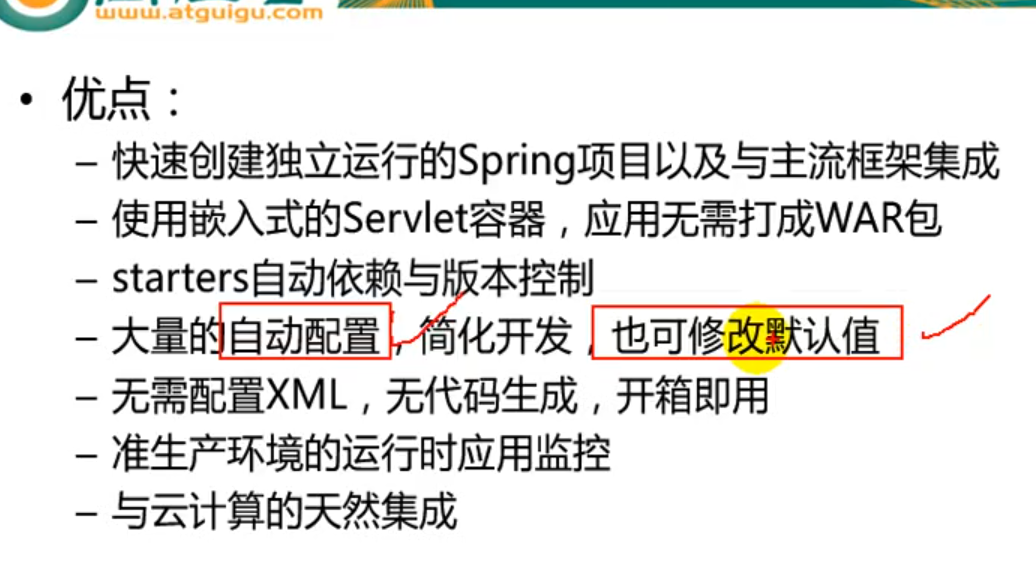 www.atguigu.com
• 优点：
– 快速创建独立运行的Spring项目以及与主流框架集成
– 使用嵌入式的Servlet容器，应用无需打成WAR包
– starters自动依赖与版本控制
– 大量的自动配置，简化开发，也可修改默认值
– 无需配置XML，无代码生成，开箱即用
– 准生产环境的运行时应用监控
– 与云计算的天然集成